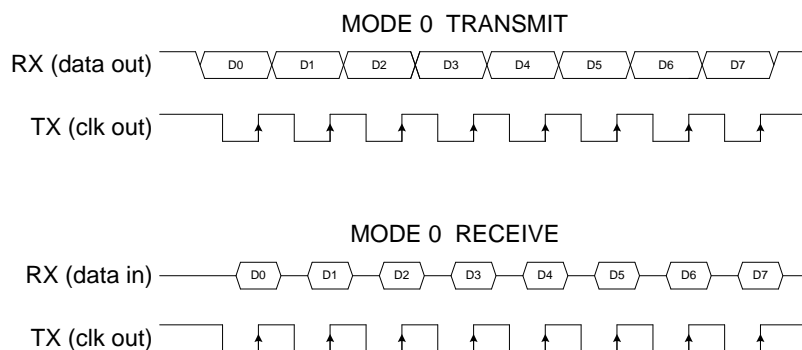 MODE 0 TRANSMIT
RX (data out) D0 D1 D2 D3 D4 D5 D6 D7
TX (clk out)
MODE 0 RECEIVE
RX (data in) D0 D1 D2 D3 D4 D5 D6 D7
TX (clk out)